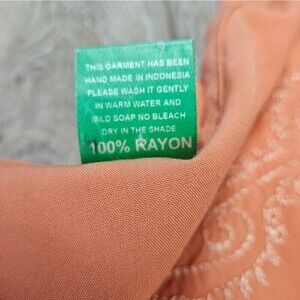 THIS GARMENT HAS BEEN
HAND MADE IN INDONESIA
PLEASE WASH IT GENTLY
IN WARM WATER AND
MILD SOAP NO BLEACH
DRY IN THE SHADE
100% RAYON